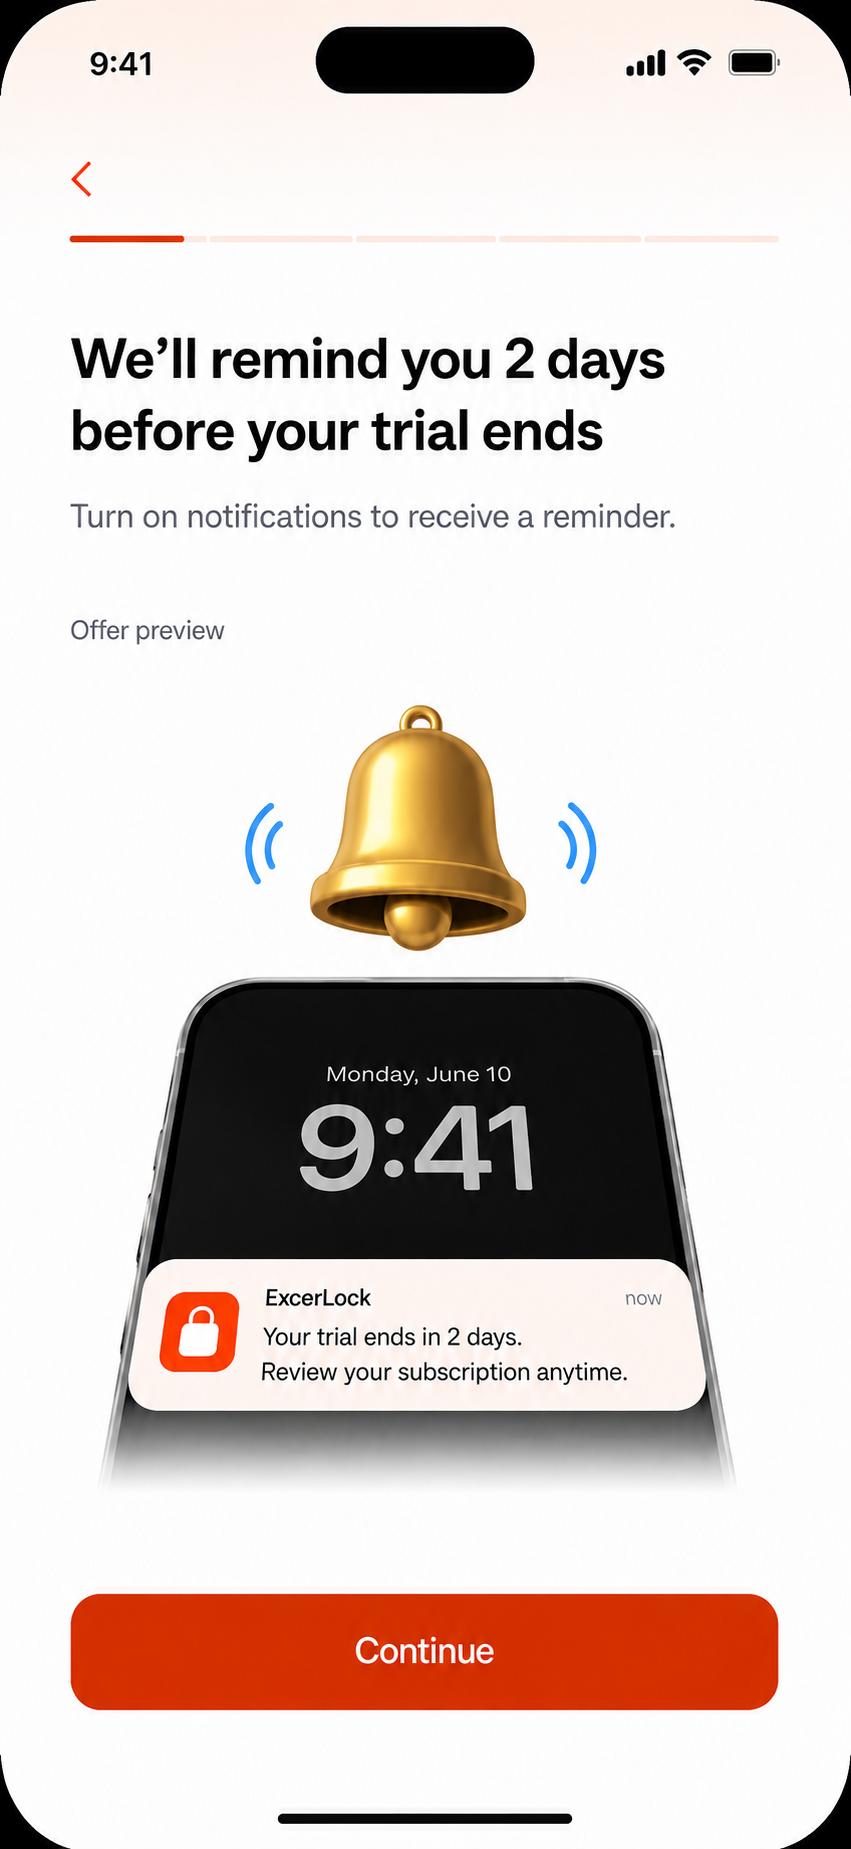 9:41
We’ll remind you 2 days
before your trial ends
Turn on notifications to receive a reminder.
Offer preview
Monday, June 10
9:41
ExcerLock
now
Your trial ends in 2 days.
Review your subscription anytime.
Continue